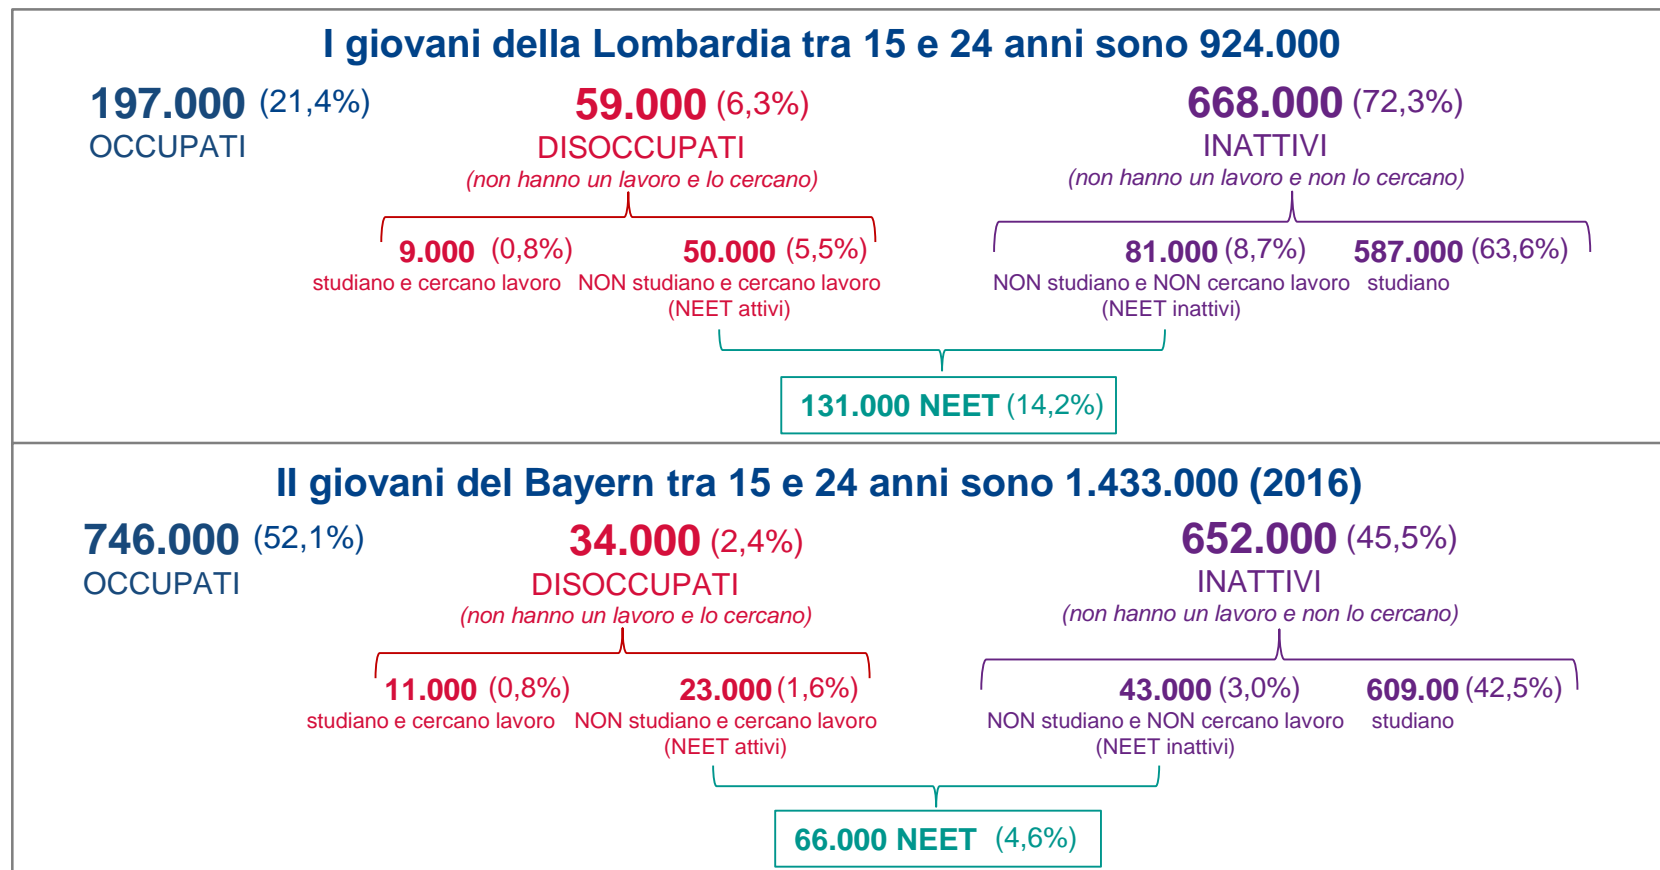 I giovani della Lombardia tra 15 e 24 anni sono 924.000
197.000 (21,4%) 59.000 (6,3%) 668.000 (72,3%)
OCCUPATI DISOCCUPATI INATTIVI
(non hanno un lavoro e lo cercano) (non hanno un lavoro e non lo cercano)
9.000 (0,8%) 50.000 (5,5%) 81.000 (8,7%) 587.000 (63,6%)
studiano e cercano lavoro NON studiano e cercano lavoro NON studiano e NON cercano lavoro studiano
(NEET attivi) (NEET inattivi)
131.000 NEET (14,2%)
II giovani del Bayern tra 15 e 24 anni sono 1.433.000 (2016)
746.000 (52,1%) 34.000 (2,4%) 652.000 (45,5%)
OCCUPATI DISOCCUPATI INATTIVI
(non hanno un lavoro e lo cercano) (non hanno un lavoro e non lo cercano)
11.000 (0,8%) 23.000 (1,6%) 43.000 (3,0%) 609.00 (42,5%)
studiano e cercano lavoro NON studiano e cercano lavoro NON studiano e NON cercano lavoro studiano
(NEET attivi) (NEET inattivi)
66.000 NEET (4,6%)